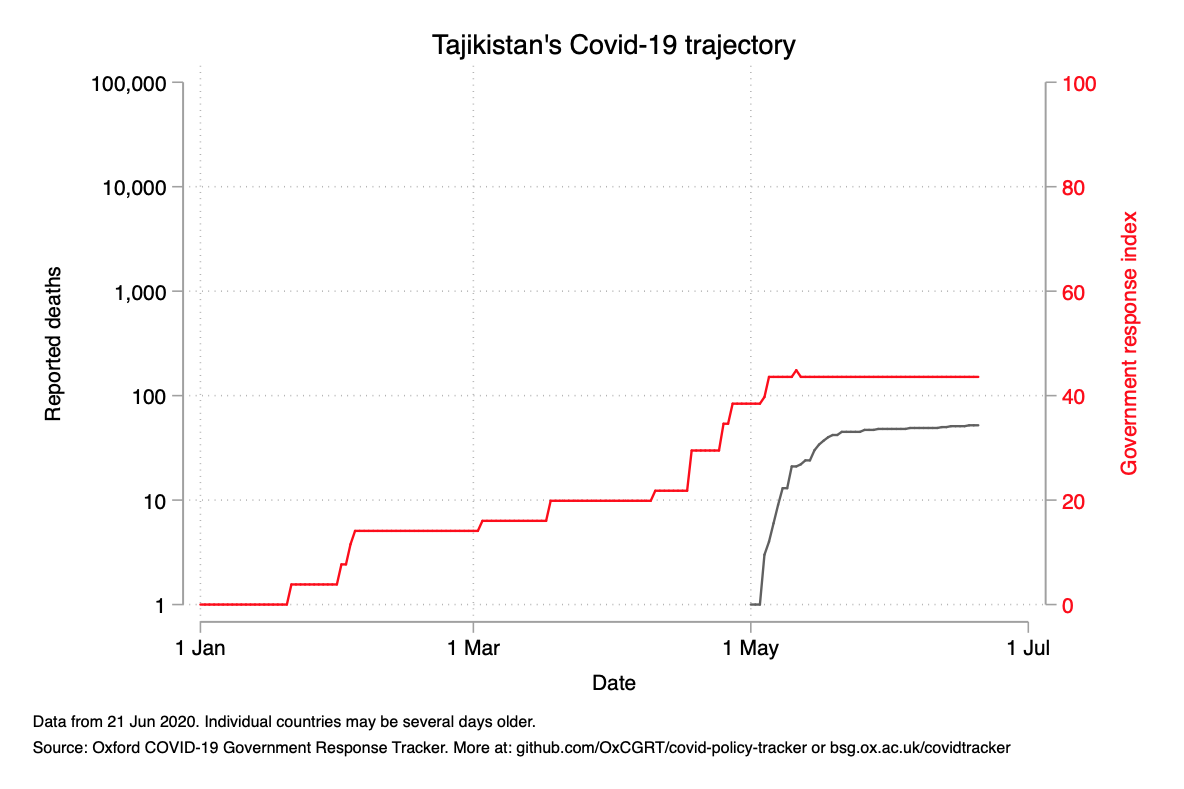 Tajikistan's Covid-19 trajectory
100,000
10,000
1,000
100
10
1
Reported deaths
100
80
60
40
20
0
Government response index
1 Jan
1 Mar
1 May
1 Jul
Date
Data from 21 Jun 2020. Individual countries may be several days older.
Source: Oxford COVID-19 Government Response Tracker. More at: github.com/OxCGRT/covid-policy-tracker or bsg.ox.ac.uk/covidtracker